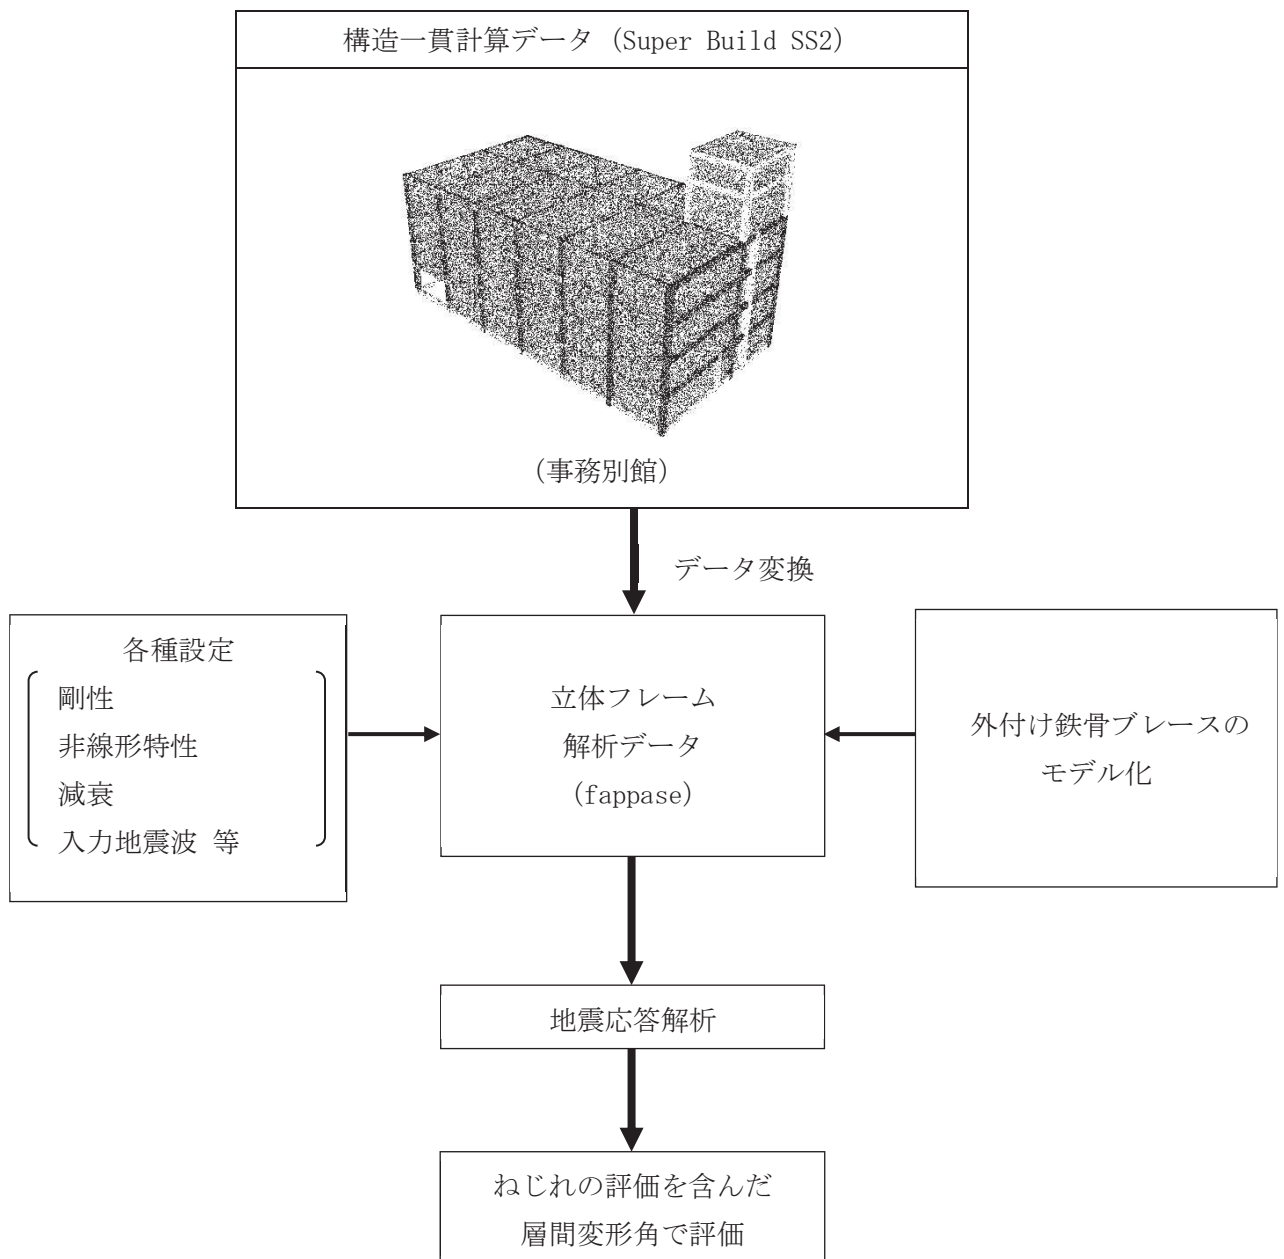 構造一貫計算データ (Super Build SS2)
(事務別館)
データ変換
各種設定
剛性
非線形特性
減衰
入力地震波 等
立体フレーム
解析データ
(fappase)
外付け鉄骨ブレースの
モデル化
地震応答解析
ねじれの評価を含んだ
層間変形角で評価